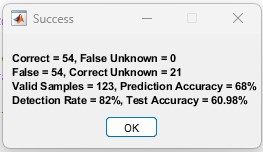 Success
Correct = 54, False Unknown = 0
False = 54, Correct Unknown = 21
Valid Samples = 123, Prediction Accuracy = 68%
Detection Rate = 82%, Test Accuracy = 60.98%
OK